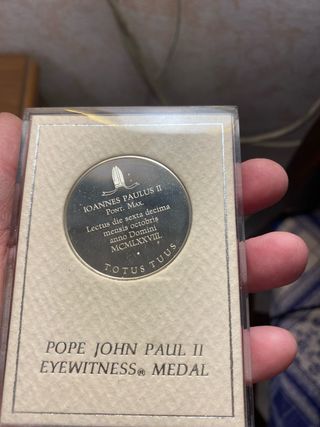 IOANNES PAULUS II
PONT. MAX.
Lectus die sexta decima
mensis octobris
anno Domini
MCMLXXVIII.
TOTUS TUUS
POPE JOHN PAUL II
EYEWITNESS® MEDAL